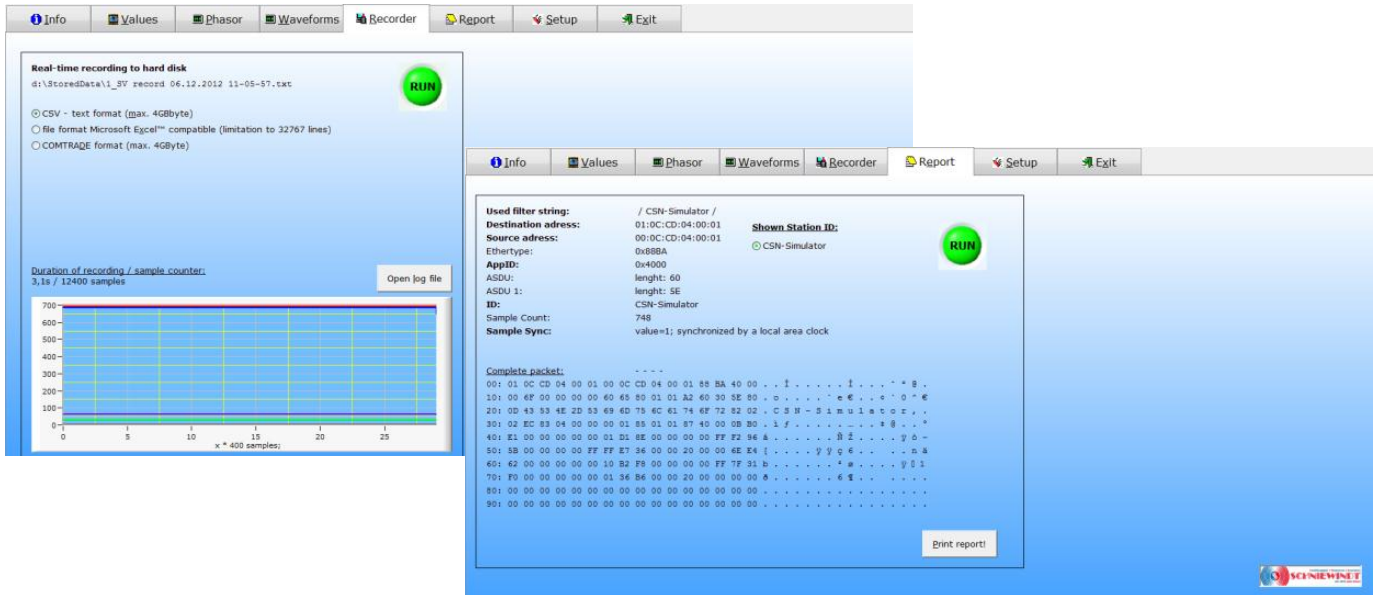 Info Values Phasor Waveforms Recorder Report Setup Exit
Real-time recording to hard disk
d:\StoredData\1_SV record 06.12.2012 11-05-57.txt
RUN
CSV - text format (max. 4GBbyte)
file format Microsoft Excel™ compatible (limitation to 32767 lines)
COMTRADE format (max. 4GByte)
Duration of recording / sample counter:
3,1s / 12400 samples
Open log file
700
600
500
400
300
200
100
0
0 5 10 15 20 25
x * 400 samples;
Info Values Phasor Waveforms Recorder Report Setup Exit
Used filter string: / CSN-Simulator /
Destination adress: 01:0C:CD:04:00:01
Source adress: 00:0C:CD:04:00:01
Ethertype: 0x88BA
AppID: 0x4000
ASDU: lenght: 60
ASDU 1: lenght: 5E
ID: CSN-Simulator
Sample Count: 748
Sample Sync: value=1; synchronized by a local area clock
Shown Station ID:
CSN-Simulator
RUN
Complete packet: - - - -
00: 01 0C CD 04 00 01 00 0C CD 04 00 01 88 BA 40 00
10: 00 6F 00 00 00 00 60 65 80 01 01 A2 60 30 5E 80
20: 0D 43 53 4E 2D 53 69 6D 75 6C 61 74 6F 72 82 02 . C S N - S i m u l a t o r , .
30: 02 EC 83 04 00 00 00 01 85 01 01 87 40 00 0B B0
40: E1 00 00 00 00 00 01 D1 8E 00 00 00 00 FF F2 96
50: 5B 00 00 00 00 FF FF E7 36 00 00 20 00 00 6E E4
60: 62 00 00 00 00 00 10 B2 F8 00 00 00 00 FF 7F 31
70: F0 00 00 00 00 00 01 36 B6 00 00 20 00 00 00 00
80: 00 00 00 00 00 00 00 00 00 00 00 00 00 00 00 00 . . . . . . . . . . . . . . . .
90: 00 00 00 00 00 00 00 00 00 00 00 00 00 00 00 00 . . . . . . . . . . . . . . . .
Print report!
SCHNIEWINDT